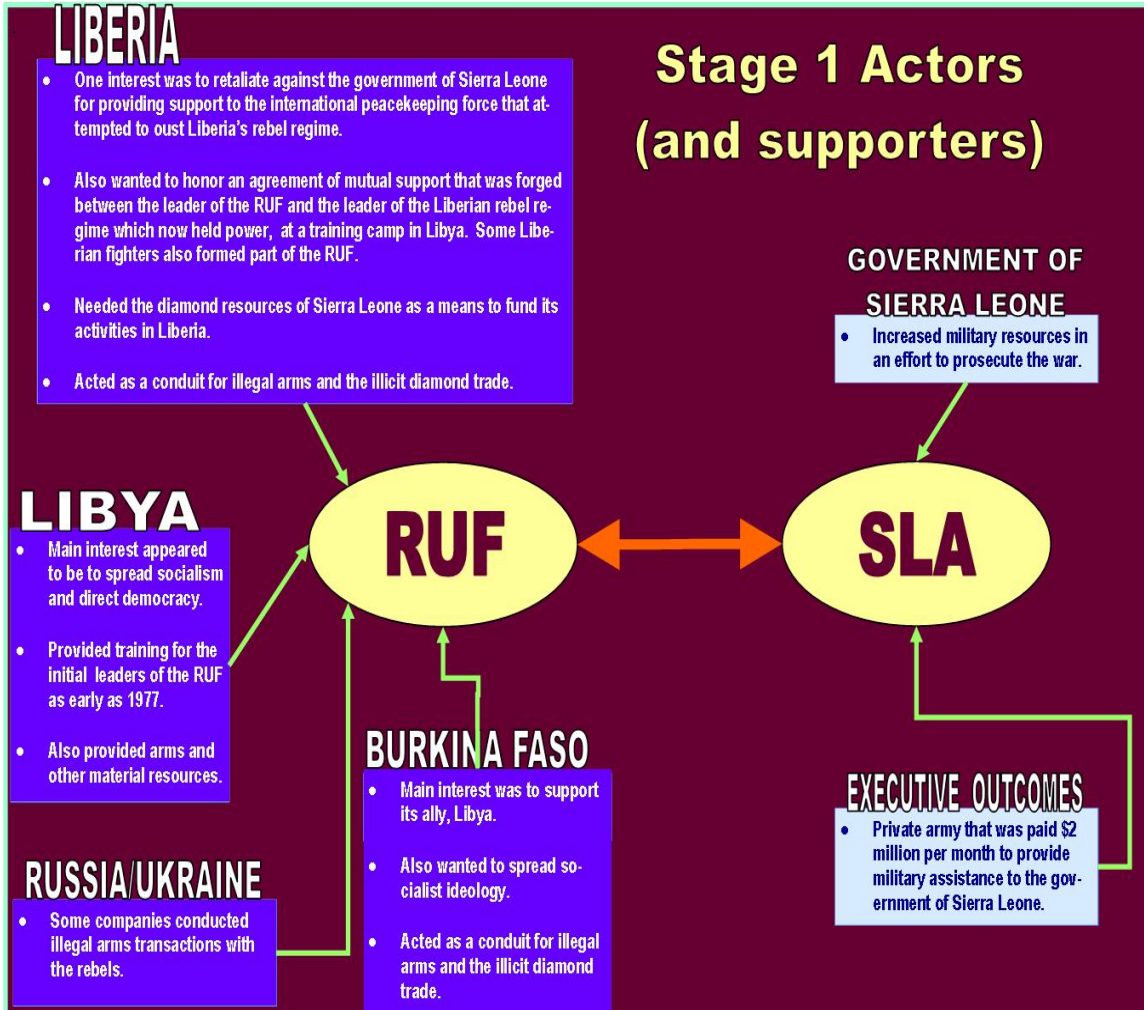 LIBERIA
• One interest was to retaliate against the government of Sierra Leone
for providing support to the international peacekeeping force that at-
tempted to oust Liberia's rebel regime.
• Also wanted to honor an agreement of mutual support that was forged
between the leader of the RUF and the leader of the Liberian rebel re-
gime which now held power, at a training camp in Libya. Some Libe-
rian fighters also formed part of the RUF.
• Needed the diamond resources of Sierra Leone as a means to fund its
activities in Liberia.
• Acted as a conduit for illegal arms and the illicit diamond trade.
Stage 1 Actors
(and supporters)
GOVERNMENT OF
SIERRA LEONE
• Increased military resources in
an effort to prosecute the war.
LIBYA
• Main interest appeared
to be to spread socialism
and direct democracy.
• Provided training for the
initial leaders of the RUF
as early as 1977.
• Also provided arms and
other material resources.
RUF
SLA
BURKINA FASO
• Main interest was to support
its ally, Libya.
• Also wanted to spread so-
cialist ideology.
• Acted as a conduit for illegal
arms and the illicit diamond
trade.
EXECUTIVE OUTCOMES
• Private army that was paid $2
million per month to provide
military assistance to the gov-
ernment of Sierra Leone.
RUSSIA/UKRAINE
• Some companies conducted
illegal arms transactions with
the rebels.